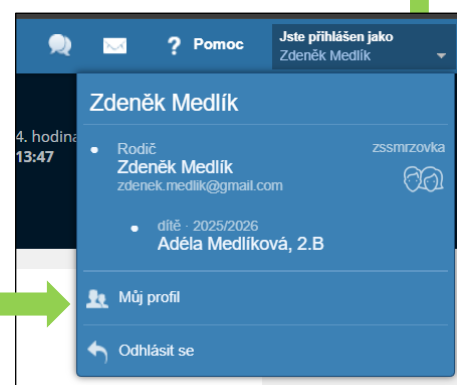 ? Pomoc
Jste přihlášen jako
Zdeněk Medlík
Zdeněk Medlík
4. hodina
13:47
Rodič zssmrzovka
Zdeněk Medlík
zdenek.medlik@gmail.com
dítě · 2025/2026
Adéla Medlíková, 2.B
Můj profil
Odhlásit se